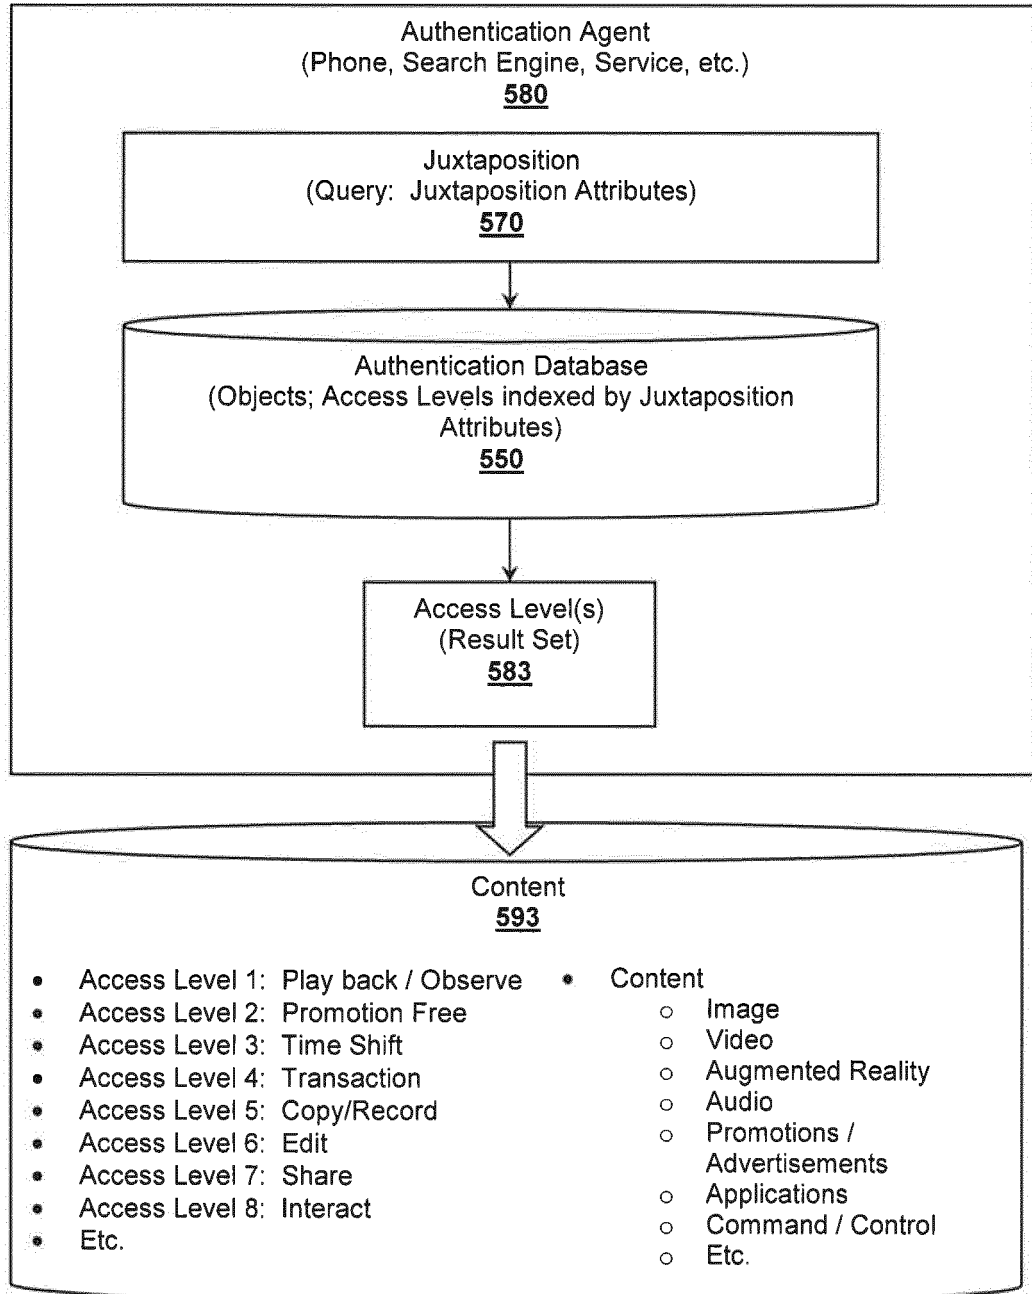 Authentication Agent
(Phone, Search Engine, Service, etc.)
580
Juxtaposition
(Query: Juxtaposition Attributes)
570
Authentication Database
(Objects; Access Levels indexed by Juxtaposition
Attributes)
550
Access Level(s)
(Result Set)
583
Content
593
• Access Level 1: Play back / Observe
• Access Level 2: Promotion Free
• Access Level 3: Time Shift
• Access Level 4: Transaction
• Access Level 5: Copy/Record
• Access Level 6: Edit
• Access Level 7: Share
• Access Level 8: Interact
• Etc.
• Content
o Image
o Video
o Augmented Reality
o Audio
o Promotions /
Advertisements
o Applications
o Command / Control
o Etc.